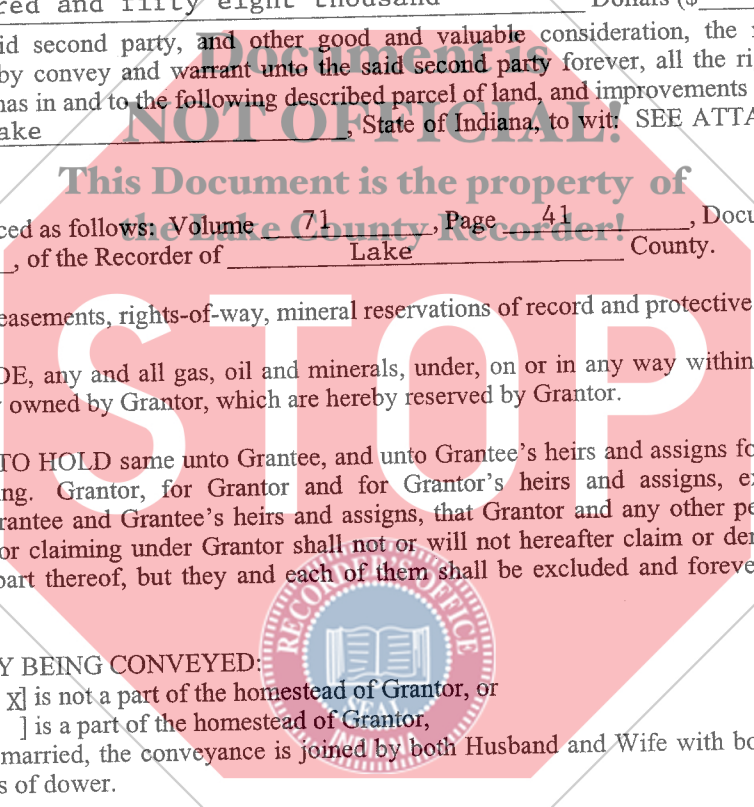 red and fifty eight thousand Dollars ($
id second party, and other good and valuable consideration, the
by convey and warrant unto the said second party forever, all the ri
has in and to the following described parcel of land, and improvements
ake , State of Indiana, to wit: SEE ATTA
Document is
NOT OFFICIAL!
This Document is the property of
the Lake County Recorder!
ced as follows: Volume 71, Page 41, Docu
, of the Recorder of Lake County.
easements, rights-of-way, mineral reservations of record and protective
DE, any and all gas, oil and minerals, under, on or in any way within
owned by Grantor, which are hereby reserved by Grantor.
STOP
TO HOLD same unto Grantee, and unto Grantee's heirs and assigns fo
ng. Grantor, for Grantor and for Grantor's heirs and assigns, ex
rantee and Grantee's heirs and assigns, that Grantor and any other pe
or claiming under Grantor shall not or will not hereafter claim or de
part thereof, but they and each of them shall be excluded and foreve
RECORDER'S OFFICE
SEAL
INDIANA
Y BEING CONVEYED:
x] is not a part of the homestead of Grantor, or
] is a part of the homestead of Grantor,
married, the conveyance is joined by both Husband and Wife with bo
s of dower.